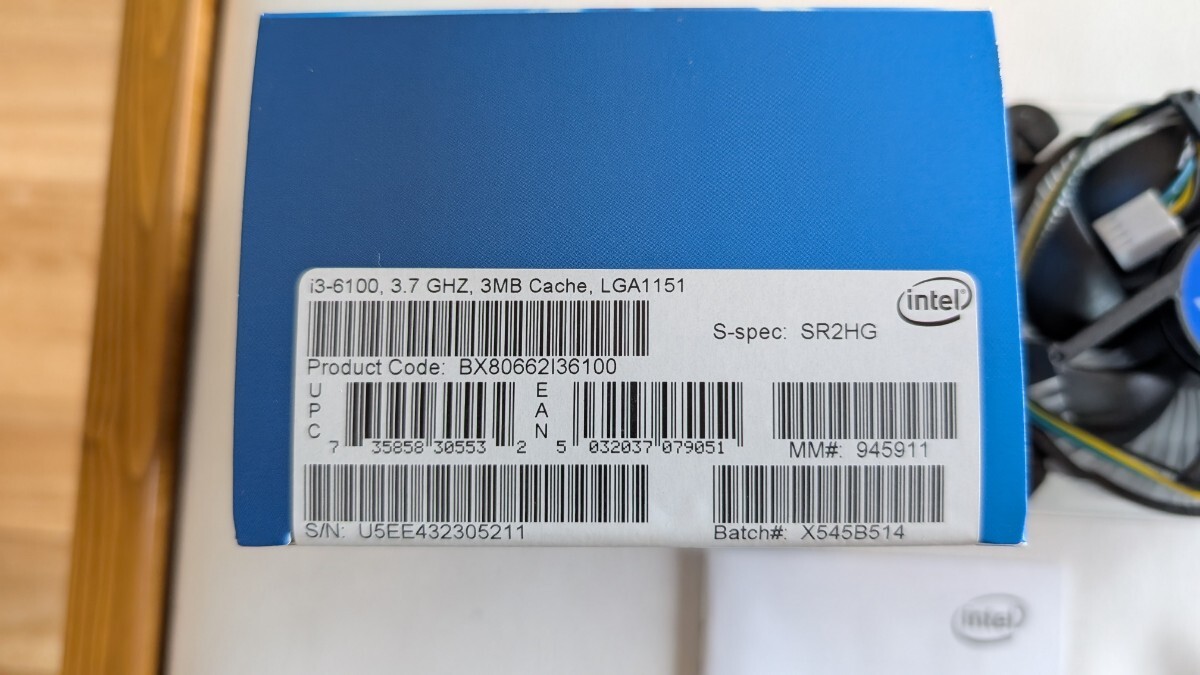 i3-6100, 3.7 GHZ, 3MB Cache, LGA1151
intel®
S-spec: SR2HG
Product Code: BX80662I36100
UPC
7 35858 30553 2
EAN
5 032037 079051
MM#: 945911
S/N: U5EE432305211
Batch#: X545B514
intel